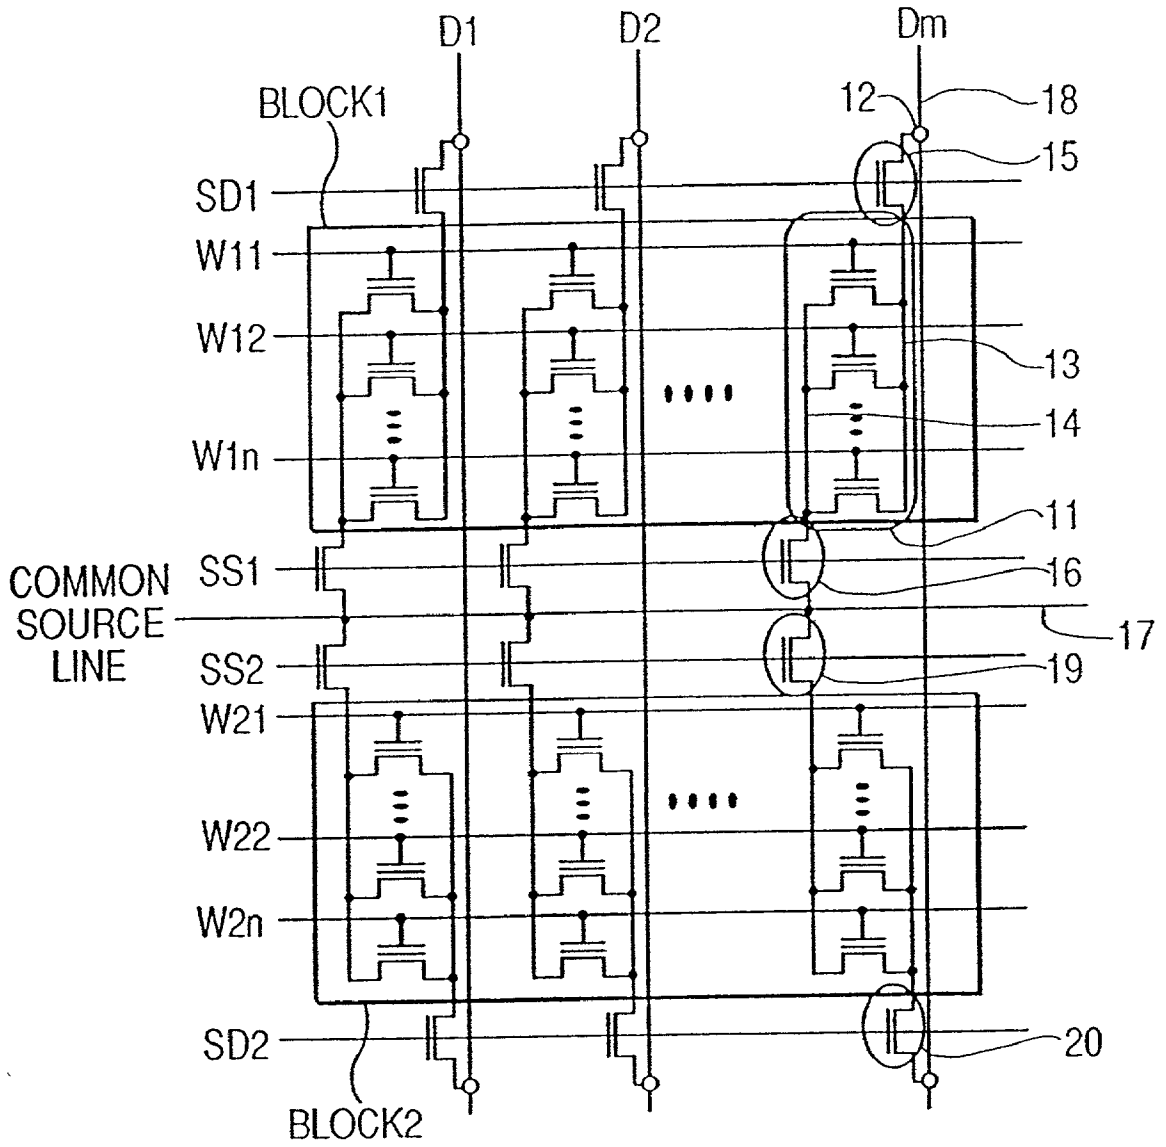 D1
D2
Dm
BLOCK1
12
18
15
SD1
W11
W12
13
14
W1n
11
SS1
16
COMMON
SOURCE
LINE
17
SS2
19
W21
W22
W2n
SD2
20
BLOCK2